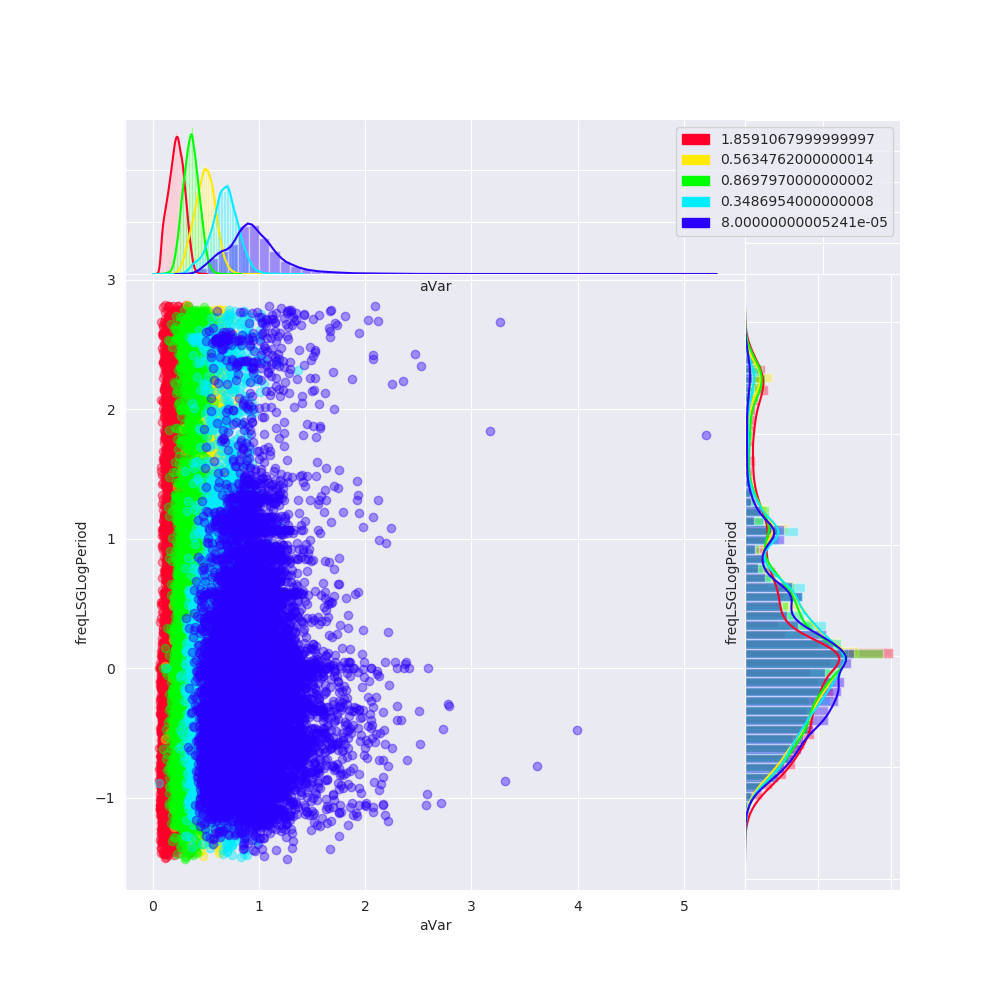 1.8591067999999997
0.5634762000000014
0.8697970000000002
0.3486954000000008
8.00000000005241e-05
aVar
3
2
1
0
−1
freqLSGLogPeriod
freqLSGLogPeriod
0 1 2 3 4 5
aVar